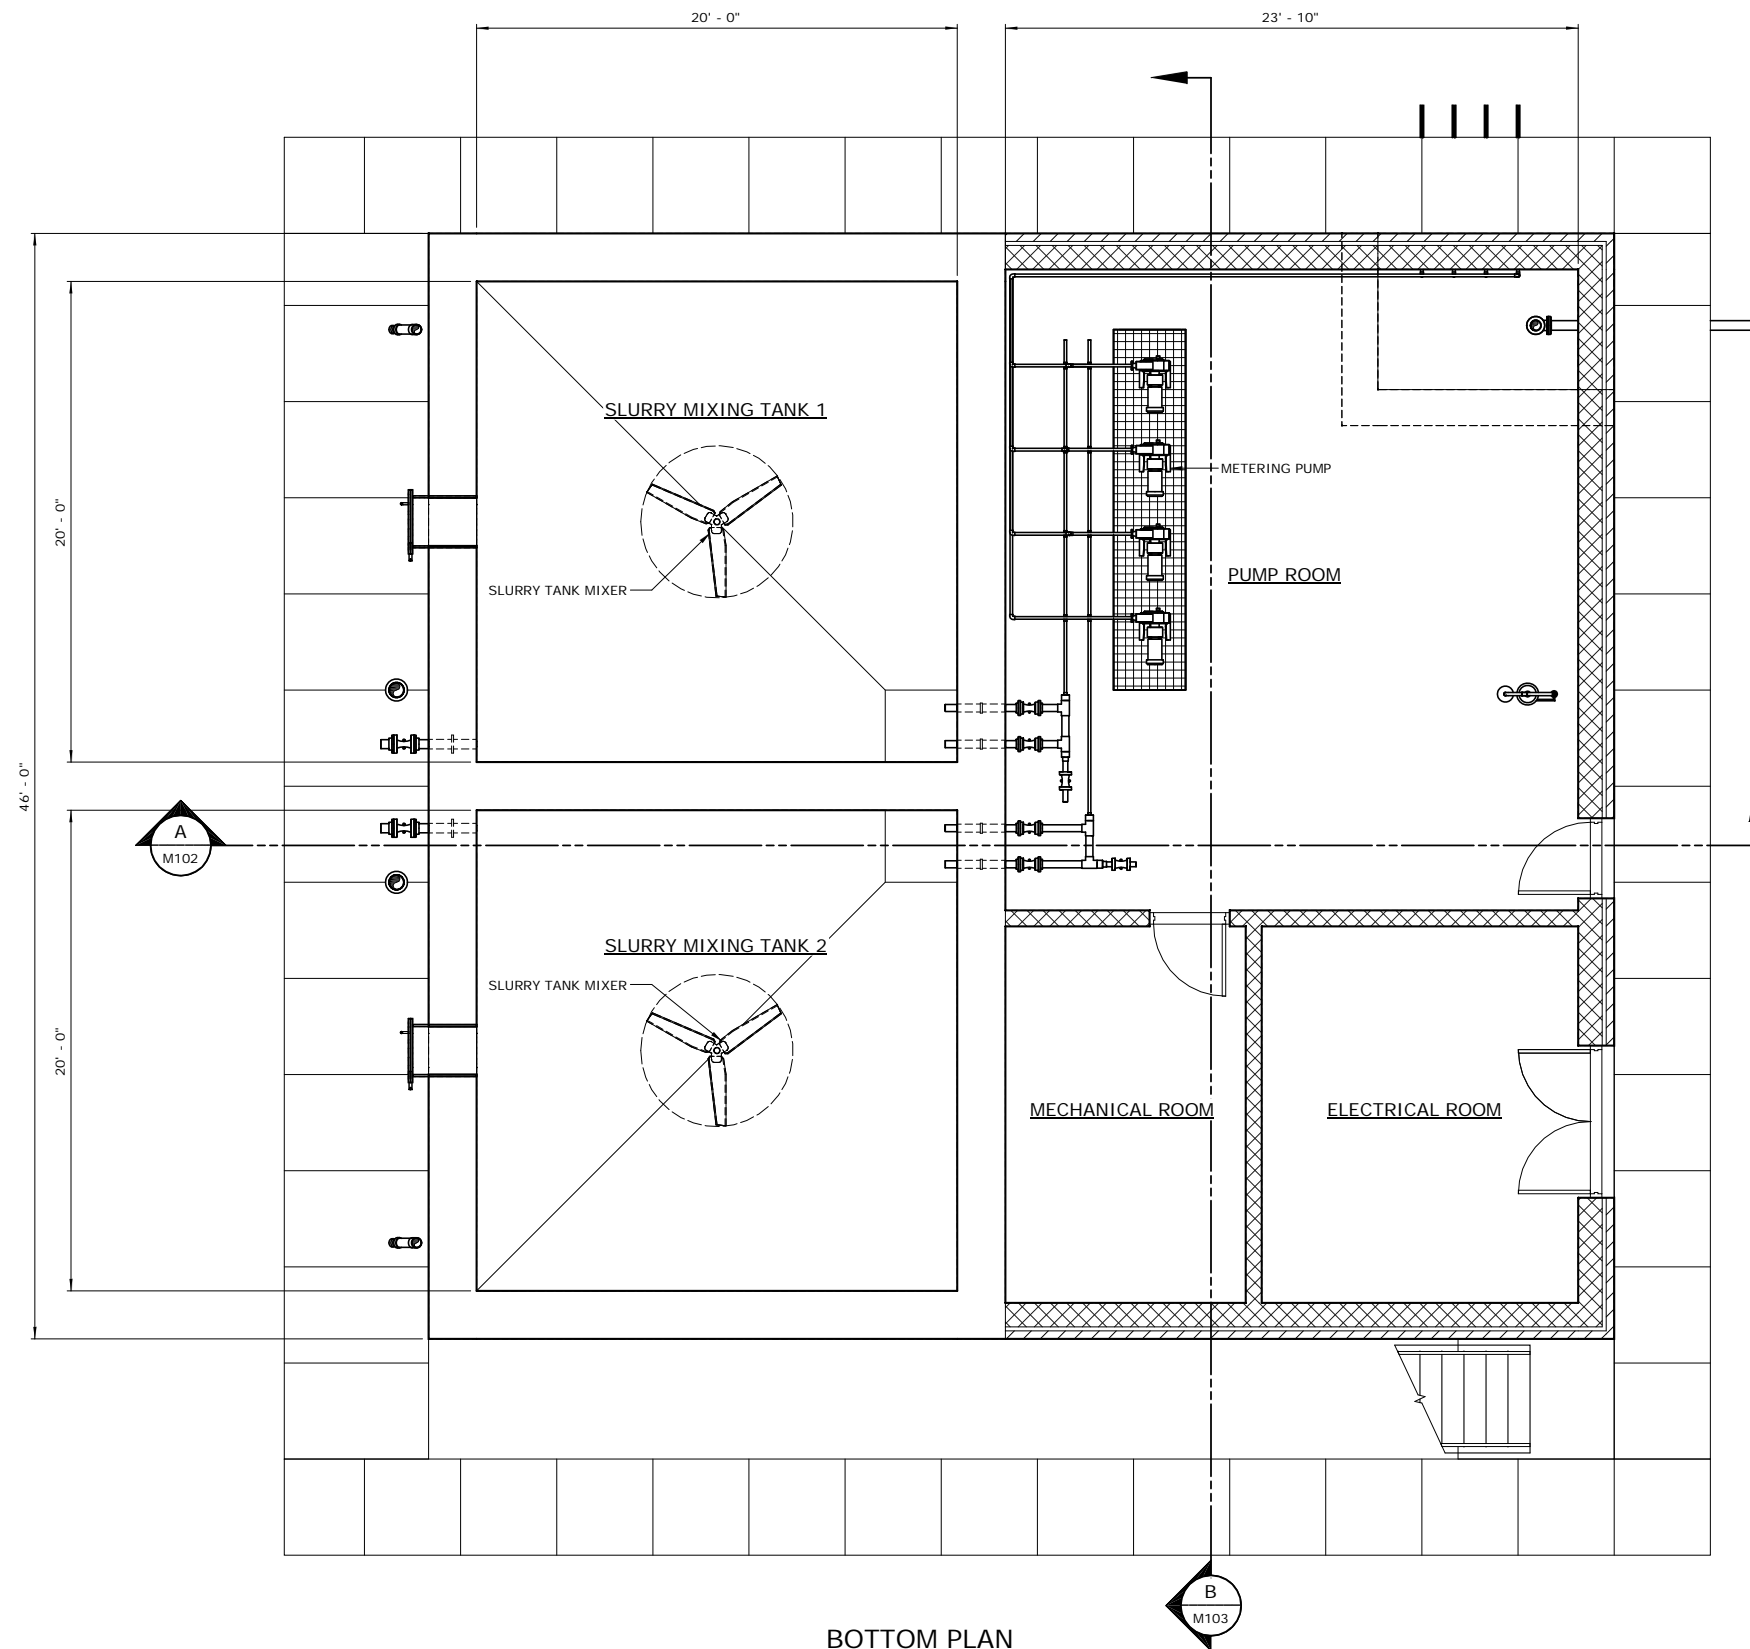 20' - 0"
23' - 10"
SLURRY MIXING TANK 1
METERING PUMP
20' - 0"
PUMP ROOM
SLURRY TANK MIXER
46' - 0"
A
M102
SLURRY MIXING TANK 2
SLURRY TANK MIXER
20' - 0"
MECHANICAL ROOM
ELECTRICAL ROOM
B
M103
BOTTOM PLAN